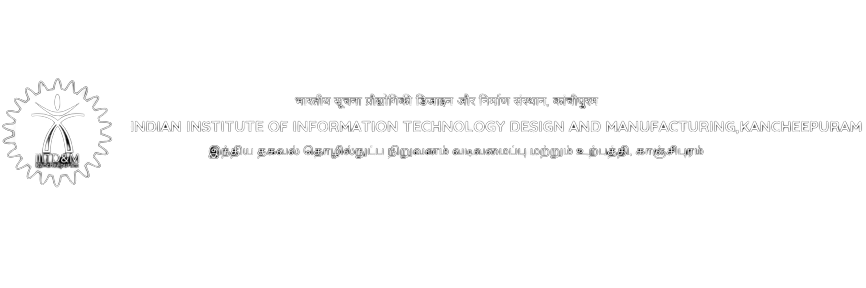 भारतीय सूचना प्रौद्योगिकी डिजाइन और निर्माण संस्थान, कांचीपुरम
INDIAN INSTITUTE OF INFORMATION TECHNOLOGY DESIGN AND MANUFACTURING,KANCHEEPURAM
இந்திய தகவல் தொழில்நுட்ப நிறுவனம் வடிவமைப்பு மற்றும் உற்பத்தி, காஞ்சிபுரம்
IIITD&M